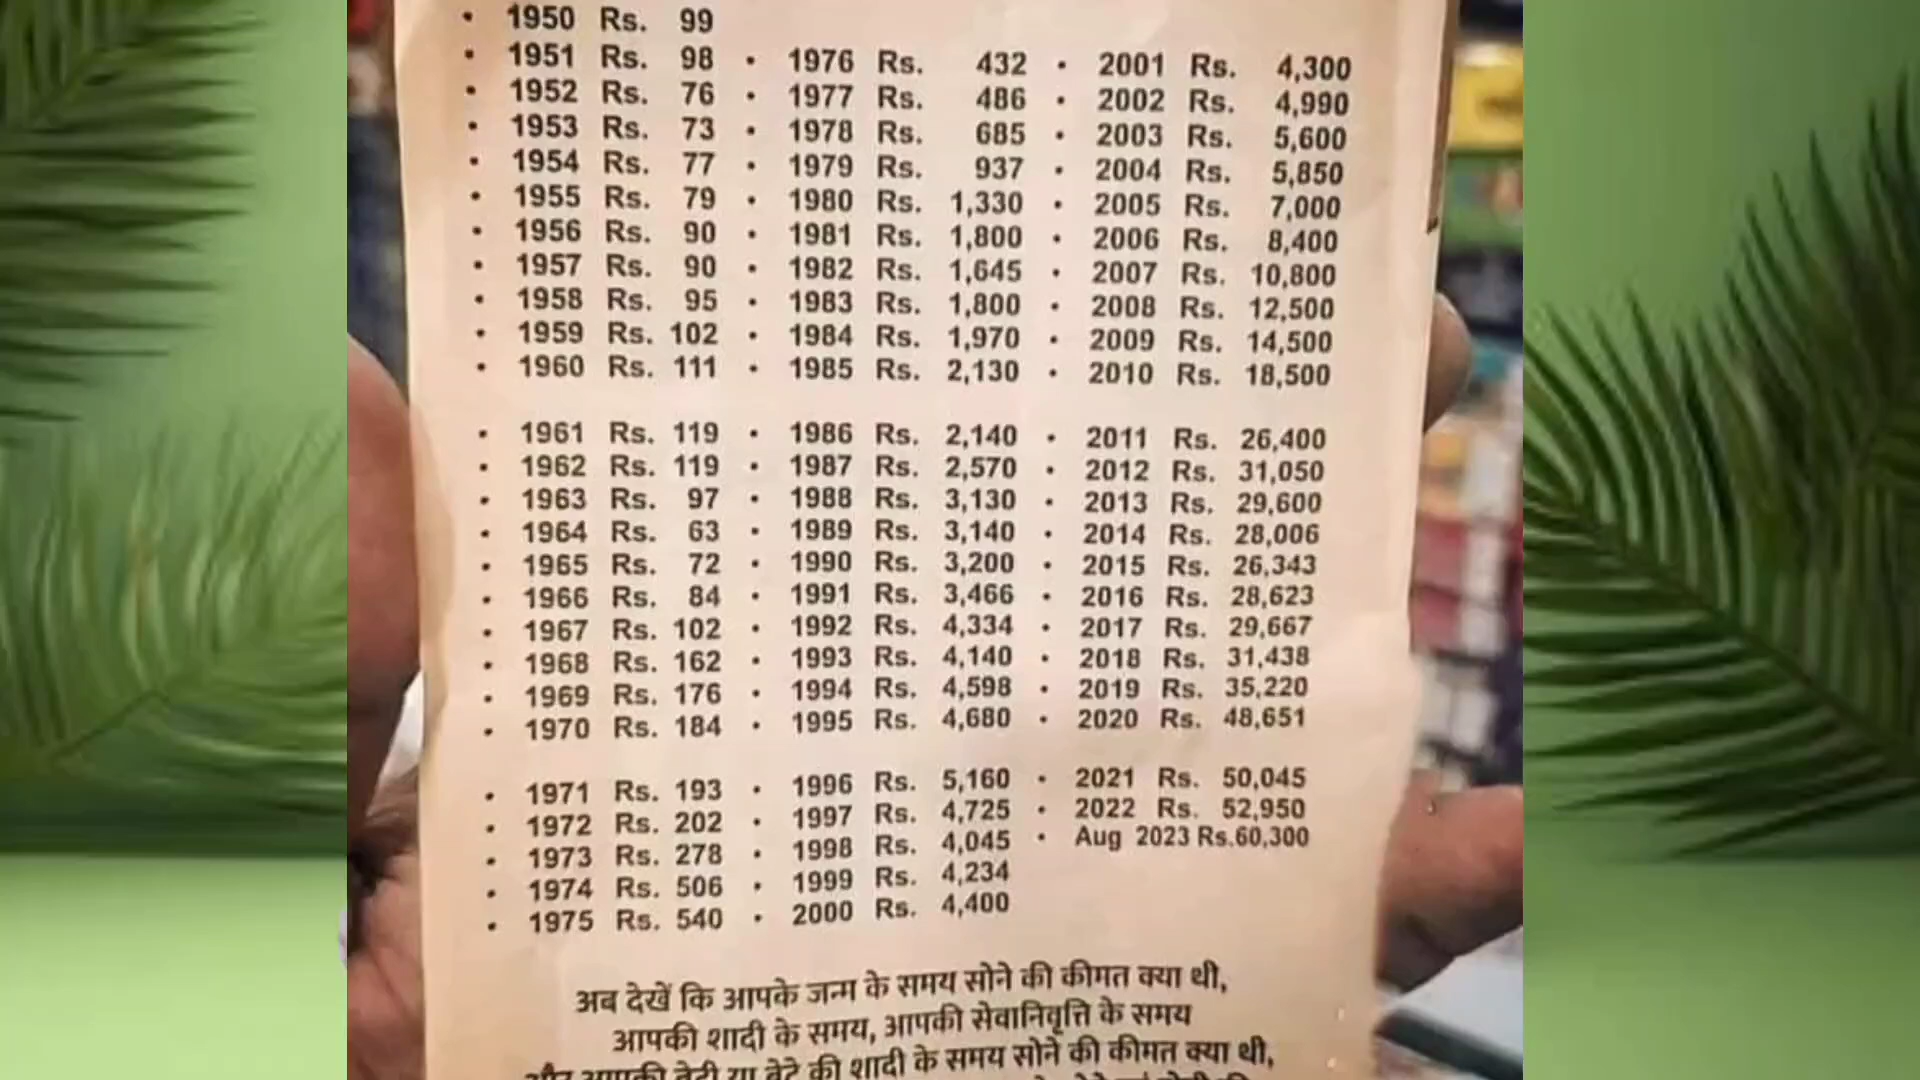 • 1950 Rs. 99
• 1951 Rs. 98 • 1976 Rs. 432 • 2001 Rs. 4,300
• 1952 Rs. 76 • 1977 Rs. 486 • 2002 Rs. 4,990
• 1953 Rs. 73 • 1978 Rs. 685 • 2003 Rs. 5,600
• 1954 Rs. 77 • 1979 Rs. 937 • 2004 Rs. 5,850
• 1955 Rs. 79 • 1980 Rs. 1,330 • 2005 Rs. 7,000
• 1956 Rs. 90 • 1981 Rs. 1,800 • 2006 Rs. 8,400
• 1957 Rs. 90 • 1982 Rs. 1,645 • 2007 Rs. 10,800
• 1958 Rs. 95 • 1983 Rs. 1,800 • 2008 Rs. 12,500
• 1959 Rs. 102 • 1984 Rs. 1,970 • 2009 Rs. 14,500
• 1960 Rs. 111 • 1985 Rs. 2,130 • 2010 Rs. 18,500
• 1961 Rs. 119 • 1986 Rs. 2,140 • 2011 Rs. 26,400
• 1962 Rs. 119 • 1987 Rs. 2,570 • 2012 Rs. 31,050
• 1963 Rs. 97 • 1988 Rs. 3,130 • 2013 Rs. 29,600
• 1964 Rs. 63 • 1989 Rs. 3,140 • 2014 Rs. 28,006
• 1965 Rs. 72 • 1990 Rs. 3,200 • 2015 Rs. 26,343
• 1966 Rs. 84 • 1991 Rs. 3,466 • 2016 Rs. 28,623
• 1967 Rs. 102 • 1992 Rs. 4,334 • 2017 Rs. 29,667
• 1968 Rs. 162 • 1993 Rs. 4,140 • 2018 Rs. 31,438
• 1969 Rs. 176 • 1994 Rs. 4,598 • 2019 Rs. 35,220
• 1970 Rs. 184 • 1995 Rs. 4,680 • 2020 Rs. 48,651
• 1971 Rs. 193 • 1996 Rs. 5,160 • 2021 Rs. 50,045
• 1972 Rs. 202 • 1997 Rs. 4,725 • 2022 Rs. 52,950
• 1973 Rs. 278 • 1998 Rs. 4,045 • Aug 2023 Rs.60,300
• 1974 Rs. 506 • 1999 Rs. 4,234
• 1975 Rs. 540 • 2000 Rs. 4,400
अब देखें कि आपके जन्म के समय सोने की कीमत क्या थी,
आपकी शादी के समय, आपकी सेवानिवृत्ति के समय
और आपकी बेटी या बेटे की शादी के समय सोने की कीमत क्या थी,